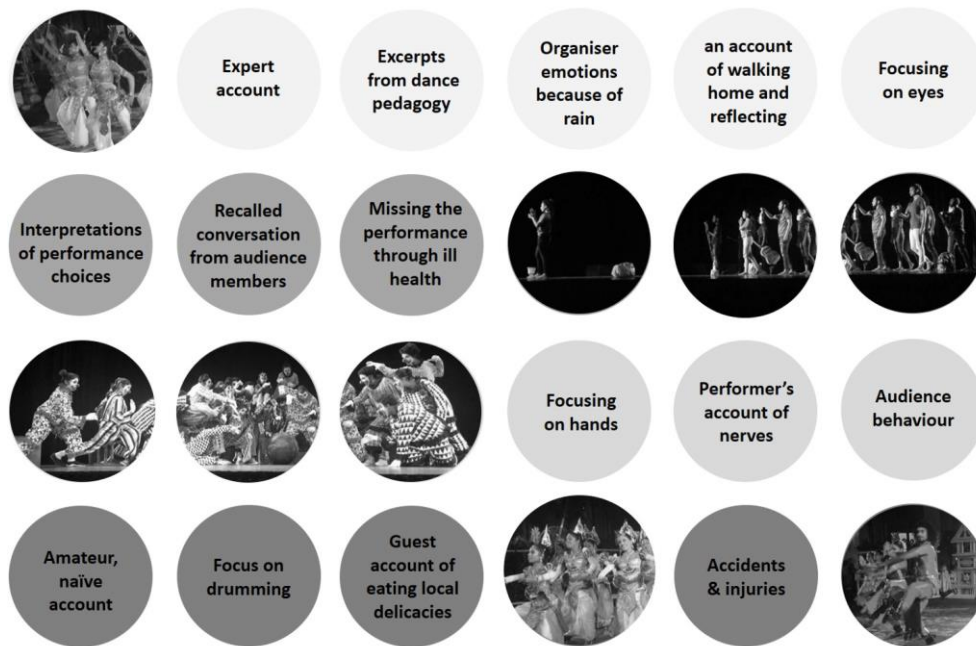 Expert
account
Excerpts
from dance
pedagogy
Organiser
emotions
because of
rain
an account
of walking
home and
reflecting
Focusing
on eyes
Interpretations
of performance
choices
Recalled
conversation
from audience
members
Missing the
performance
through ill
health
Focusing
on hands
Performer’s
account of
nerves
Audience
behaviour
Amateur,
naïve
account
Focus on
drumming
Guest
account of
eating local
delicacies
Accidents
& injuries